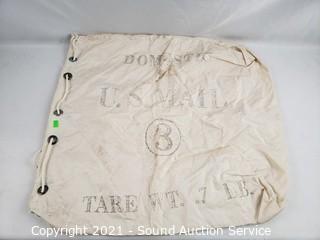 DOMESTIC
U.S.MAIL
3
TARE WT. .7 LB.
Copyright 2021 - Sound Auction Service